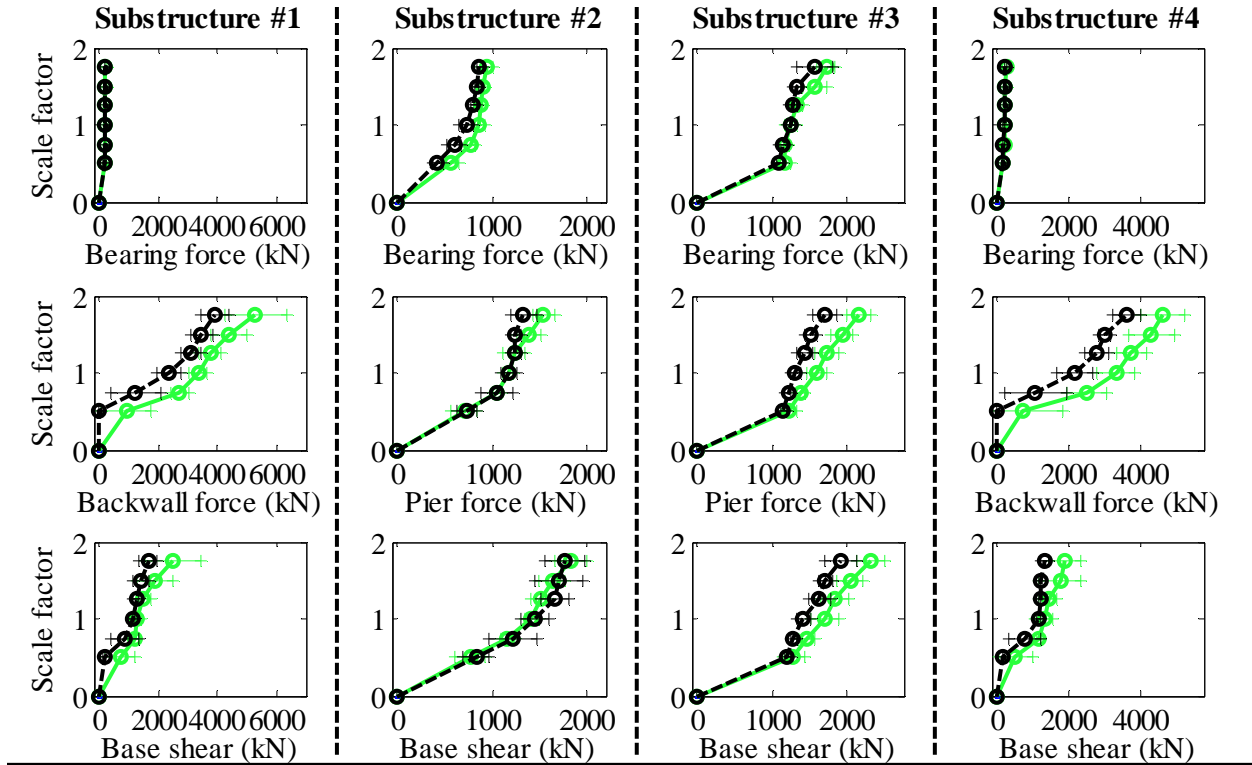 Substructure #1 Substructure #2 Substructure #3 Substructure #4
Scale factor
2
1
0
0 2000 4000 6000
Bearing force (kN)
2
1
0
0 1000 2000
Bearing force (kN)
2
1
0
0 1000 2000
Bearing force (kN)
2
1
0
0 2000 4000
Bearing force (kN)
Scale factor
2
1
0
0 2000 4000 6000
Backwall force (kN)
2
1
0
0 1000 2000
Pier force (kN)
2
1
0
0 1000 2000
Pier force (kN)
2
1
0
0 2000 4000
Backwall force (kN)
Scale factor
2
1
0
0 2000 4000 6000
Base shear (kN)
2
1
0
0 1000 2000
Base shear (kN)
2
1
0
0 1000 2000
Base shear (kN)
2
1
0
0 2000 4000
Base shear (kN)